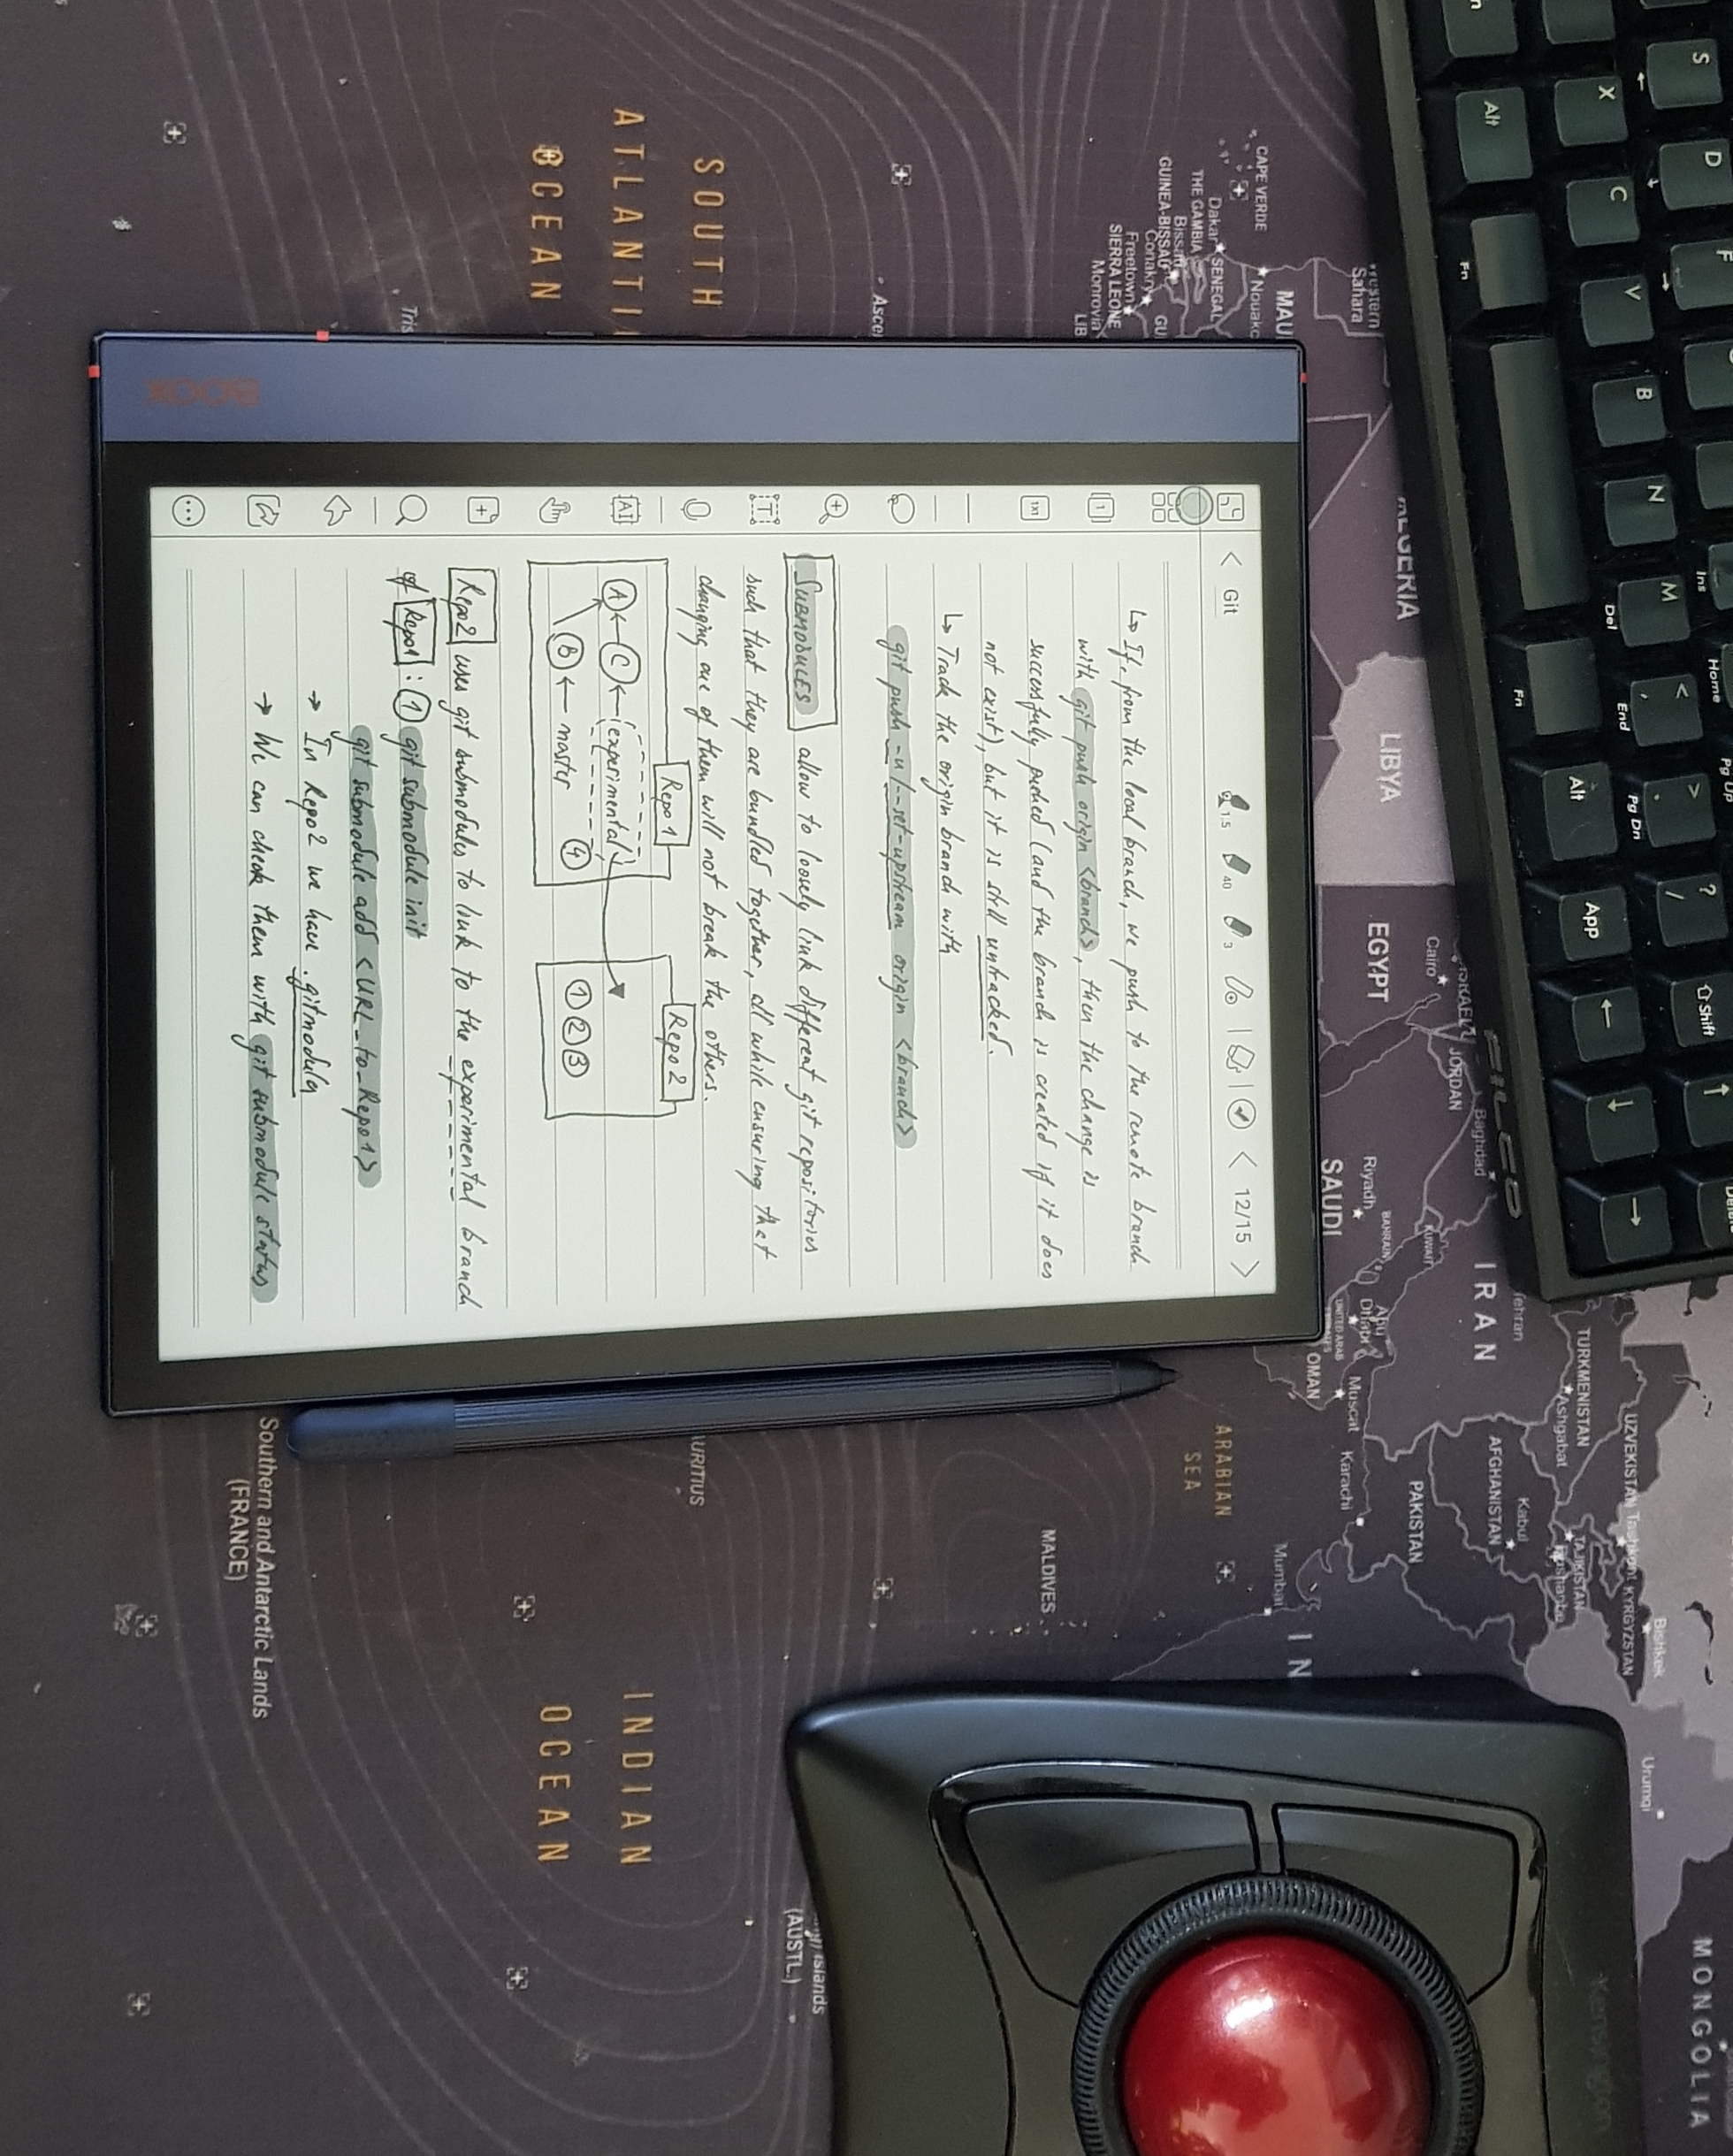 S
D
F
Ins
Home
Pg Up
Delete
X
C
V
B
N
M
Del
<
,
End
>
.
Pg Dn
?
/
⇧ Shift
↑
Alt
Fn
Fn
Alt
App
←
↓
→
FILCO
Kensington
MONGOLIA
Bishkek
Urumqi
UZVEKISTAN
Tashkent
KYRGYZSTAN
TURKMENISTAN
TAJIKISTAN
Ashgabat
Dushanbe
Tehran
Kabul
IRAN
AFGHANISTAN
Baghdad
ISRAEL
JORDAN
Cairo
KUWAIT
PAKISTAN
ALGERIA
LIBYA
EGYPT
BAHRAIN
Riyadh
Abu
Dhabi
Muscat
Karachi
UNITED ARAB
EMIRATES
SAUDI
OMAN
Western
Sahara
MAU
IN
Mumbai
CAPE VERDE
Nouakc
Dakar
SENEGAL
THE GAMBIA
Bissau
GUINEA-BISSAU
GU
Conakry
Freetown
SIERRA LEONE
Monrovia
LIB
ARABIAN
SEA
MALDIVES
Git
1.5
40
3
12/15
1
1X1
T
AI
↳ If, from the local branch, we push to the remote branch
with git push origin <branch>, then the change is
successfully pushed (and the branch is created if it does
not exist), but it is still untracked.
↳ Track the origin branch with
git push -u /--set-upstream origin <branch>
SUBMODULES allow to loosely link different git repositories
such that they are bundled together, all while ensuring that
changing one of them will not break the others.
Repo 1
Repo 2
A ← C ← experimental
B ← master
4
1 2 3
Repo2 uses git submodules to link to the experimental branch
of Repo1 : 1 git submodule init
git submodule add <URL_to_Repo1>
→ In Repo2 we have .gitmodules
→ We can check them with git submodule status
BOOX
Asce
Tris
SOUTH
ATLANTI
OCEAN
Islands
(AUSTL.)
AURITIUS
INDIAN
OCEAN
Southern and Antarctic Lands
(FRANCE)